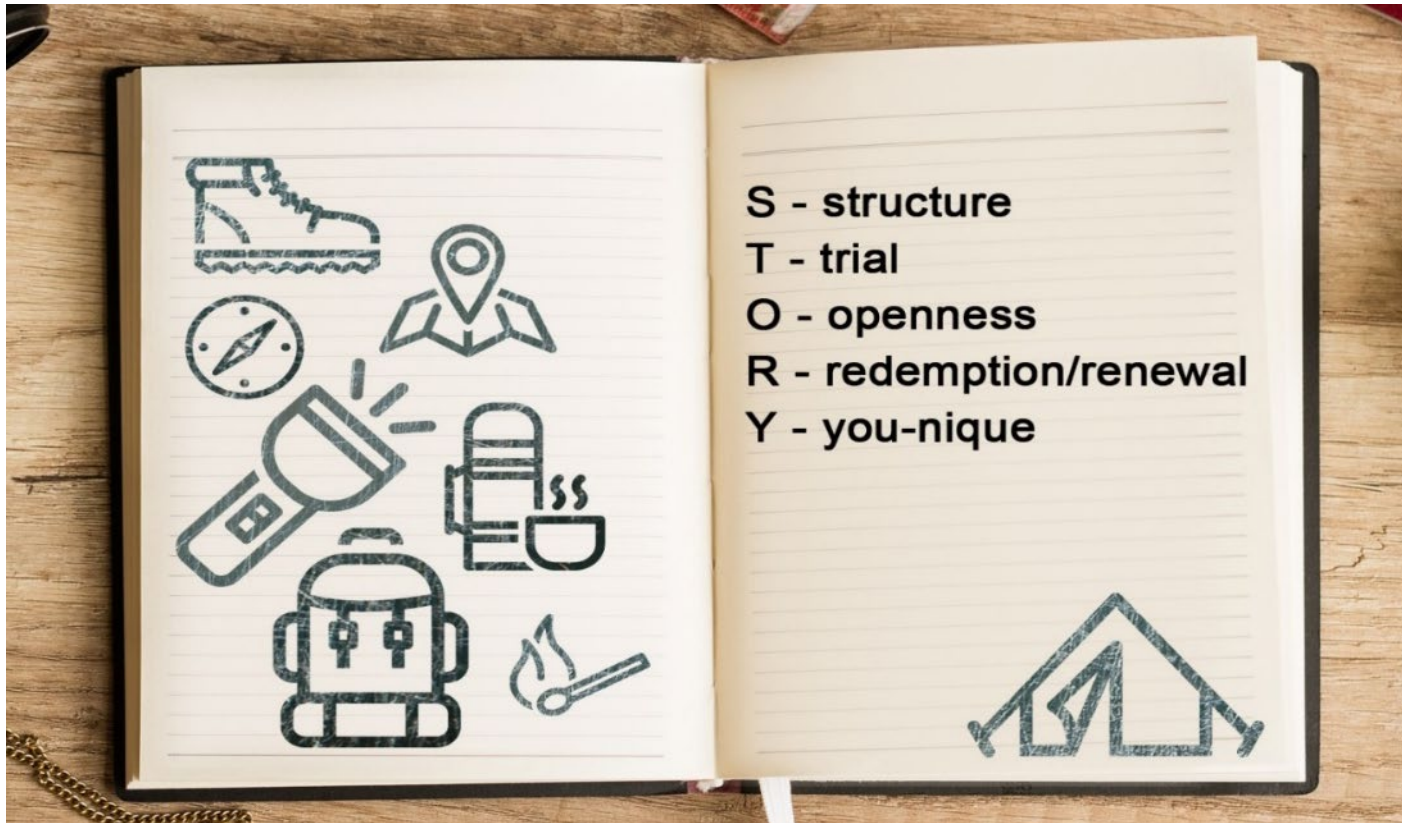 S - structure
T - trial
O - openness
R - redemption/renewal
Y - you-nique